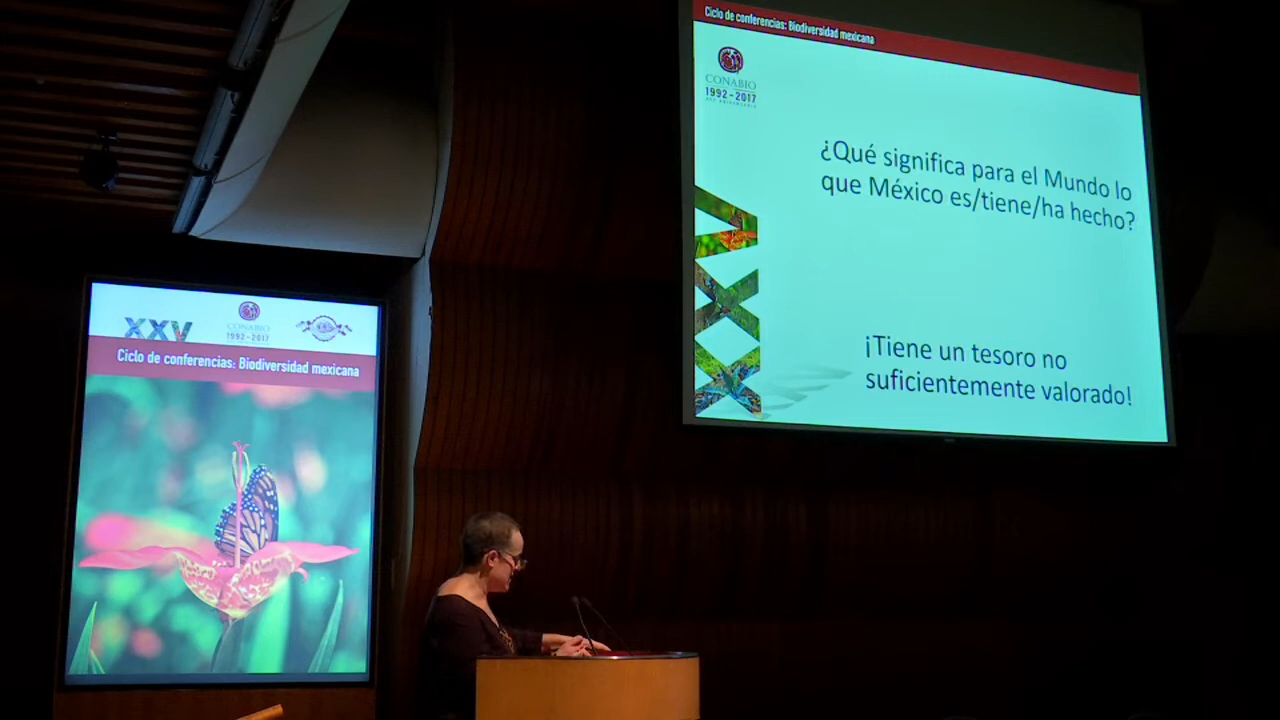 Ciclo de conferencias: Biodiversidad mexicana
CONABIO
1992-2017
¿Qué significa para el Mundo lo
que México es/tiene/ha hecho?
XXV
¡Tiene un tesoro no
suficientemente valorado!
XXV
CONABIO
1992-2017
Ciclo de conferencias: Biodiversidad mexicana